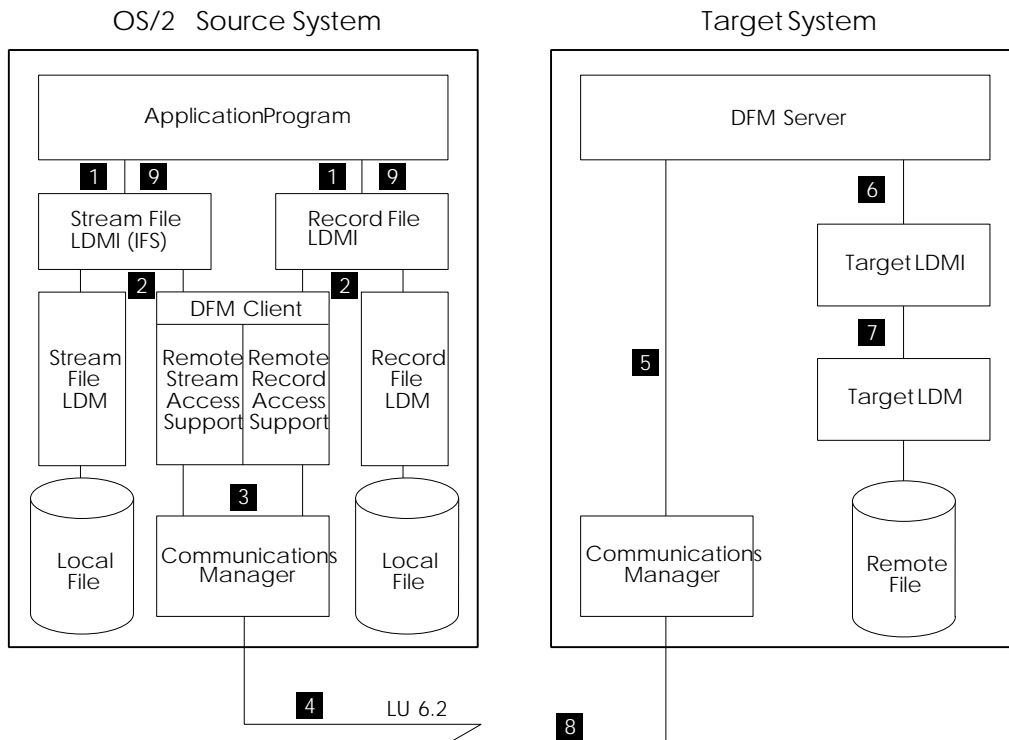 OS/2 Source System
Target System
ApplicationProgram
DFM Server
1 9 1 9
6
Stream File
LDMI (IFS)
Record File
LDMI
Target LDMI
2 2
DFM Client
7
Stream
File
LDM
Remote
Stream
Access
Support
Remote
Record
Access
Support
Record
File
LDM
5
Target LDM
3
Local
File
Communications
Manager
Local
File
Communications
Manager
Remote
File
4 LU 6.2
8